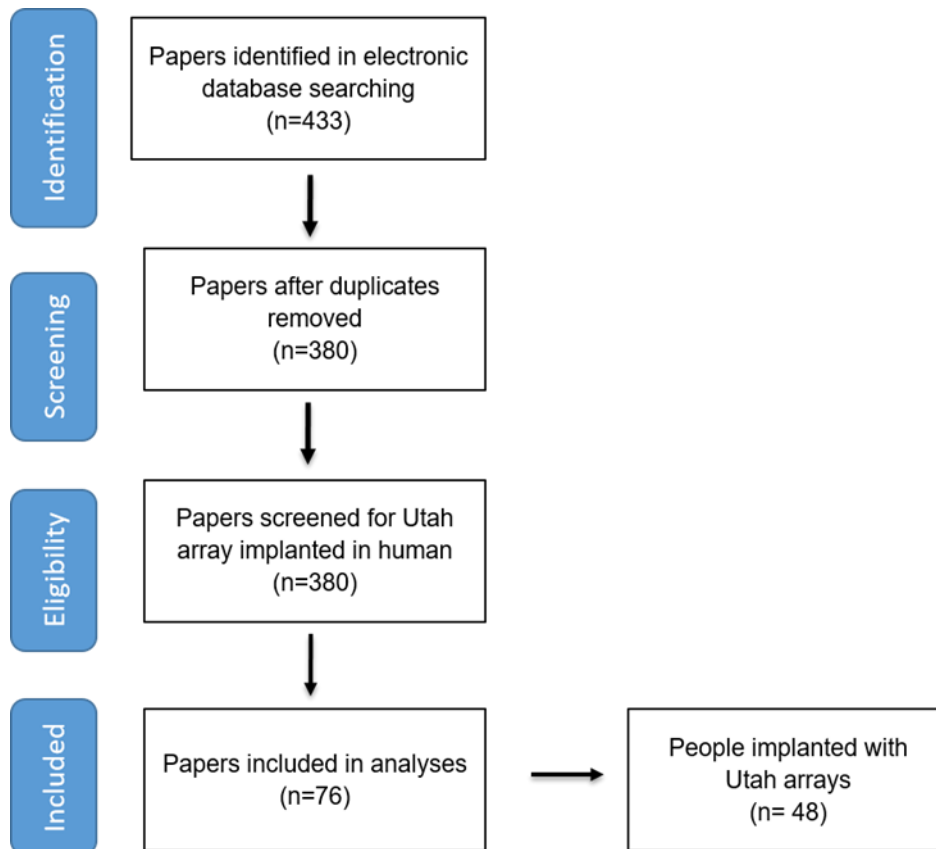 Identification
Papers identified in electronic
database searching
(n=433)
Screening
Papers after duplicates
removed
(n=380)
Eligibility
Papers screened for Utah
array implanted in human
(n=380)
Included
Papers included in analyses
(n=76)
People implanted with
Utah arrays
(n= 48)